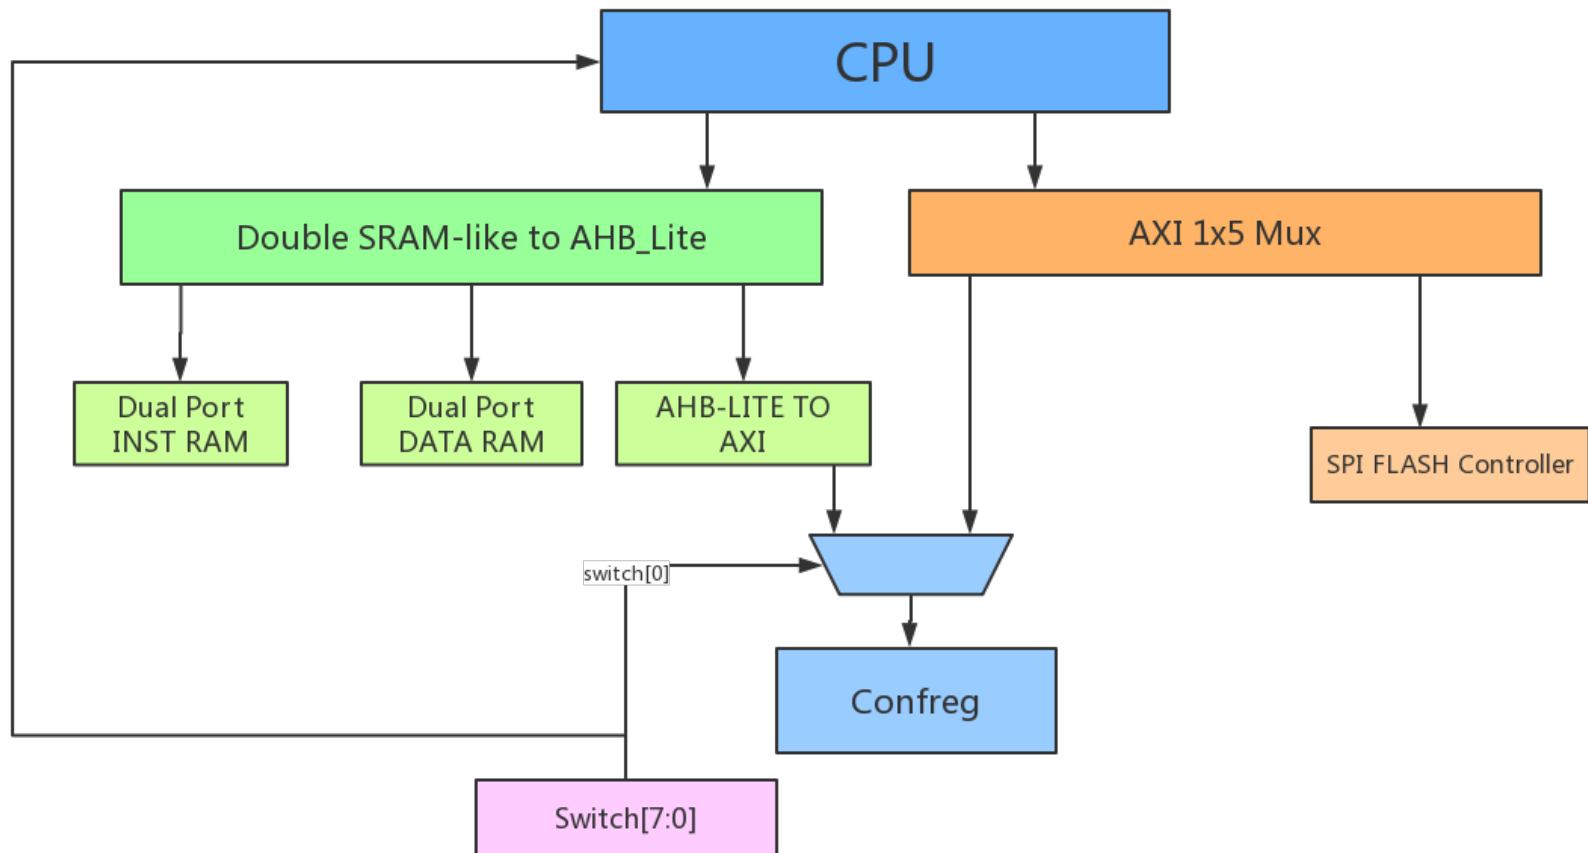 CPU
Double SRAM-like to AHB_Lite
AXI 1x5 Mux
Dual Port
INST RAM
Dual Port
DATA RAM
AHB-LITE TO
AXI
SPI FLASH Controller
switch[0]
Confreg
Switch[7:0]